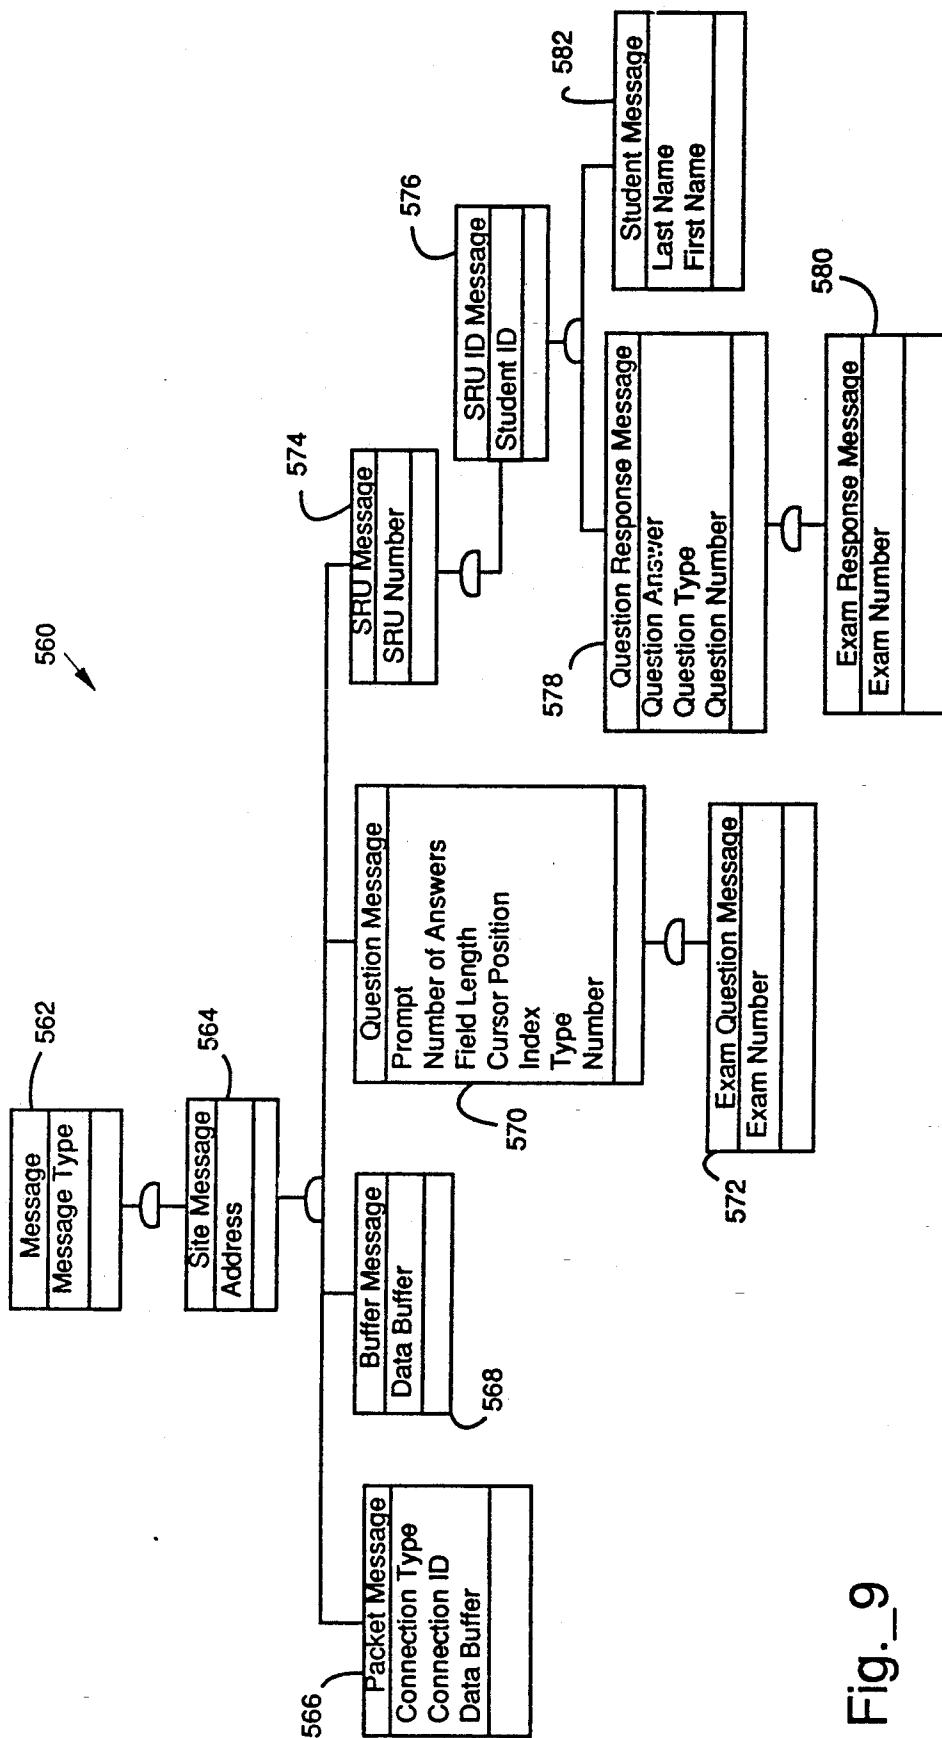 560
562
Message
Message Type
564
Site Message
Address
566
Packet Message
Connection Type
Connection ID
Data Buffer
568
Buffer Message
Data Buffer
570
Question Message
Prompt
Number of Answers
Field Length
Cursor Position
Index
Type
Number
572
Exam Question Message
Exam Number
574
SRU Message
SRU Number
576
SRU ID Message
Student ID
578
Question Response Message
Question Answer
Question Type
Question Number
580
Exam Response Message
Exam Number
582
Student Message
Last Name
First Name
Fig._9